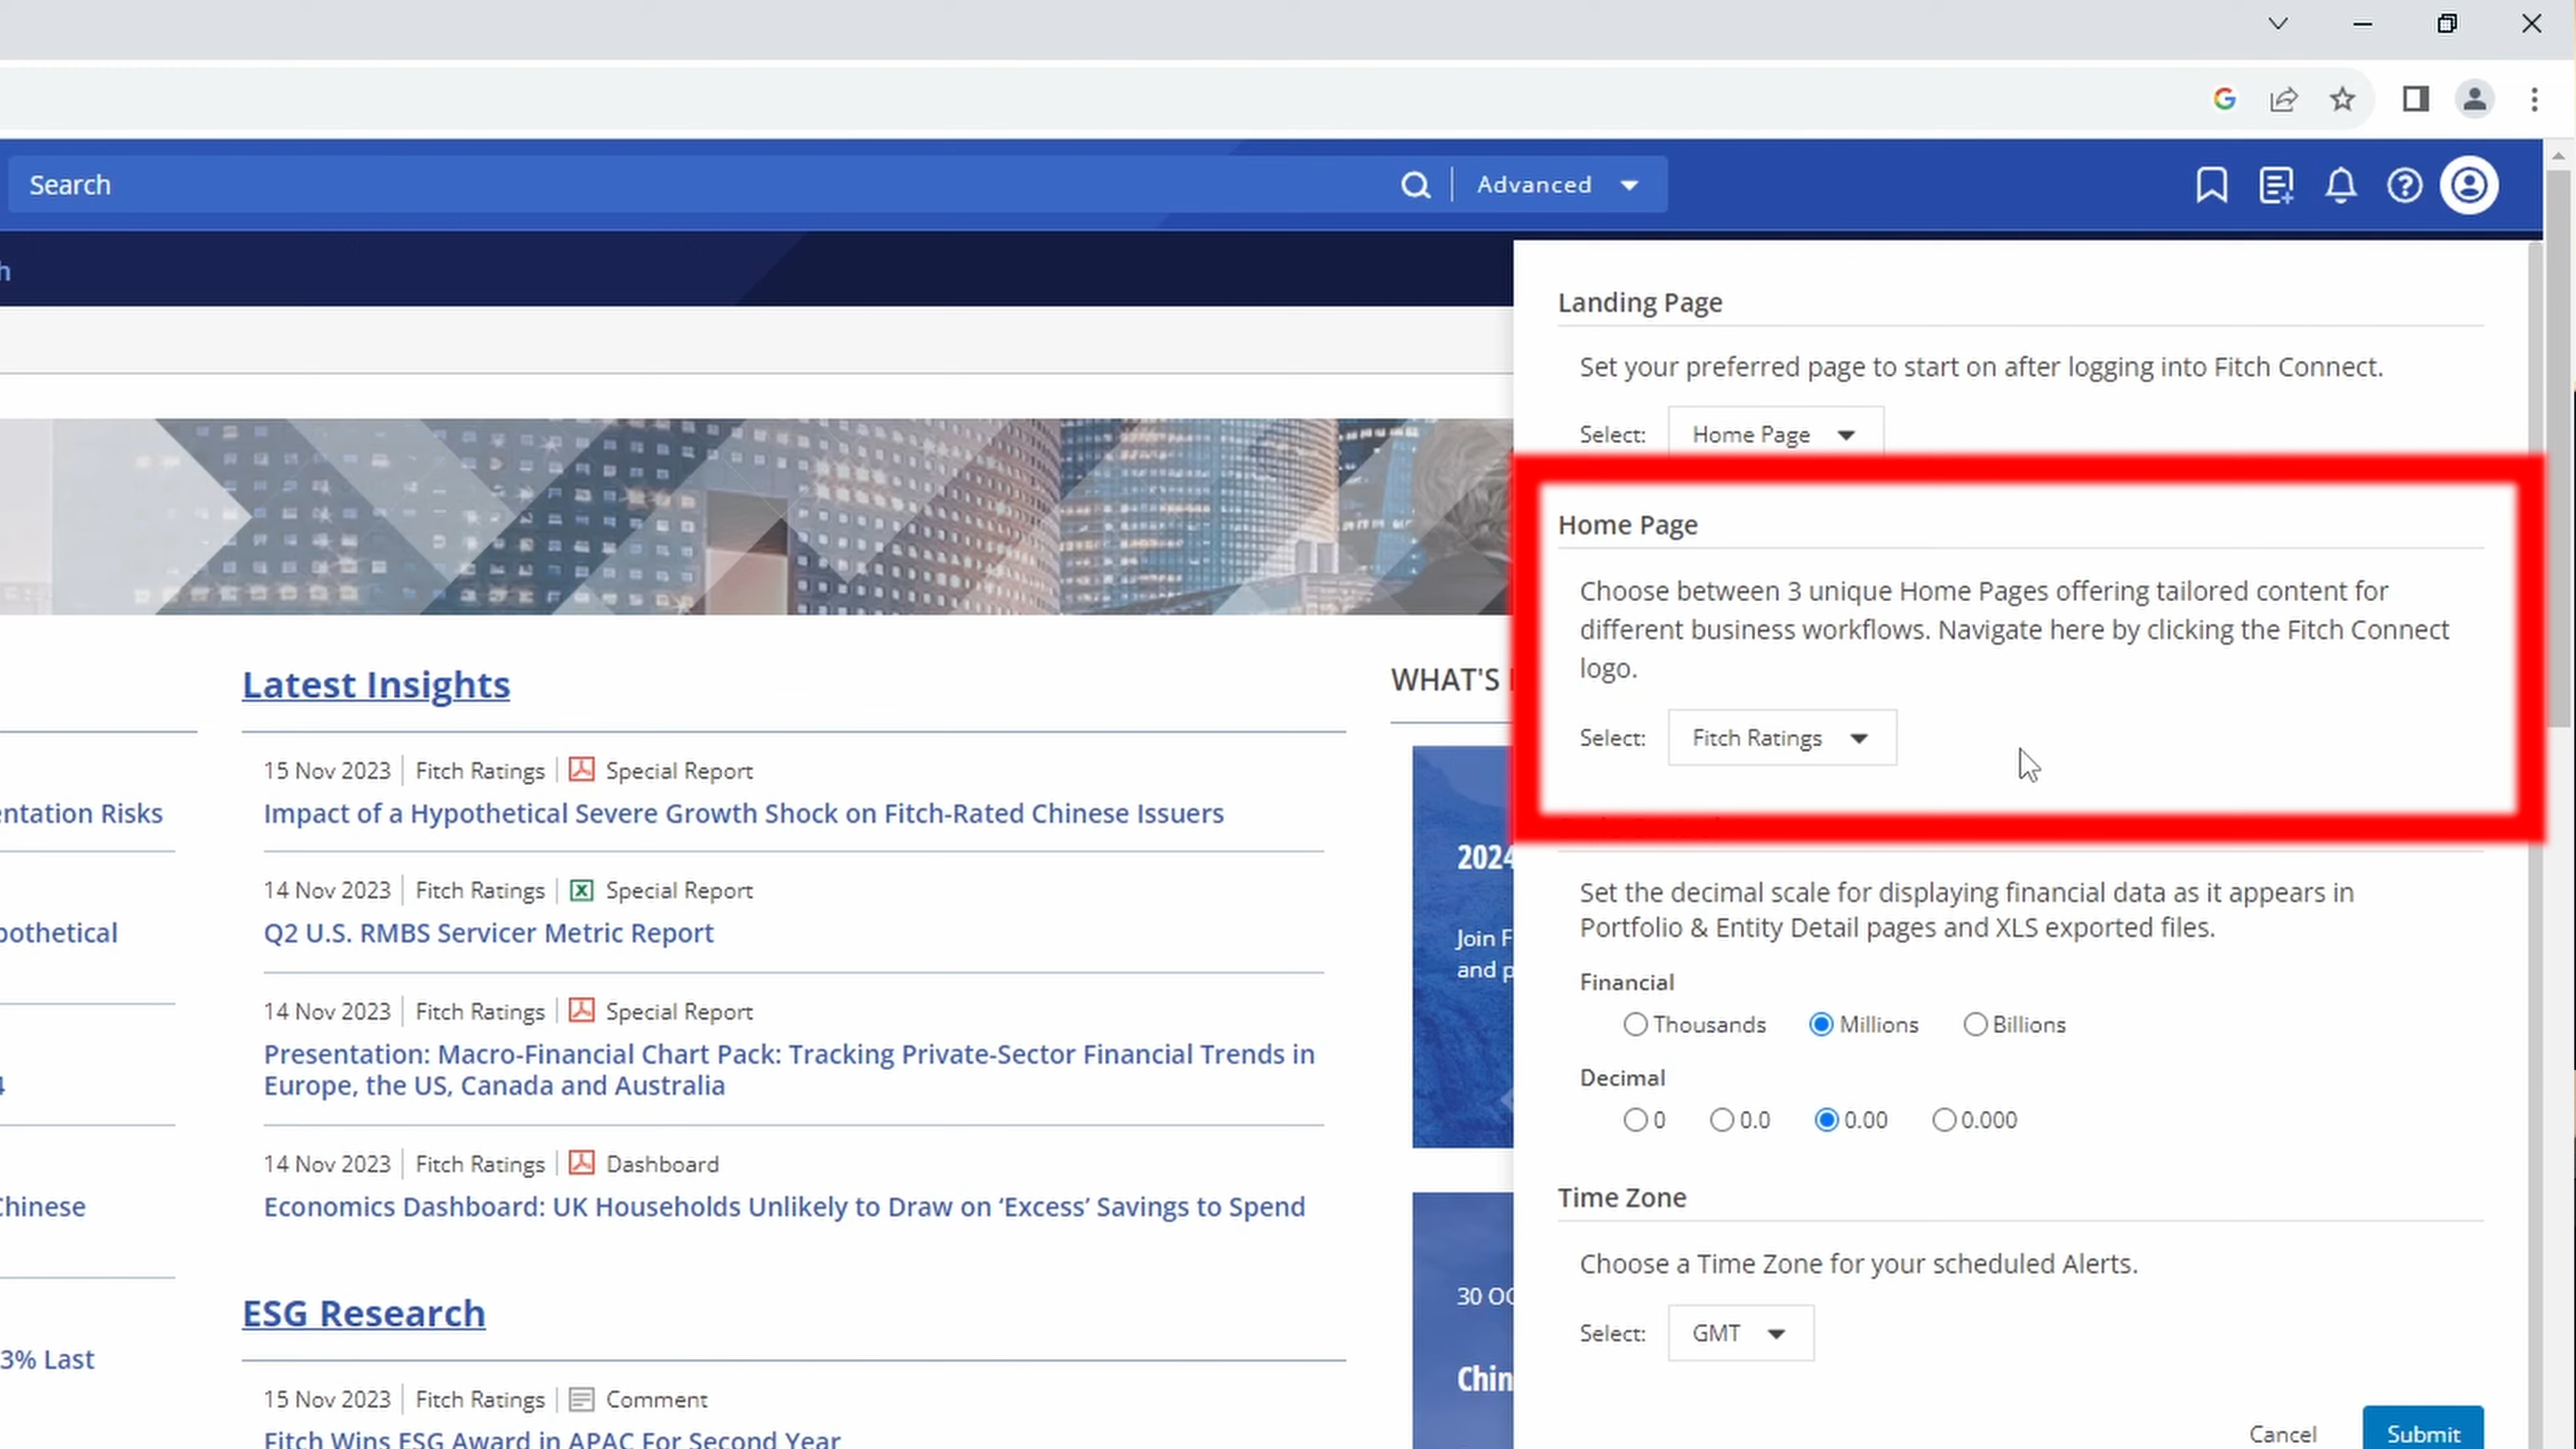 Search
Advanced
h
Landing Page
Set your preferred page to start on after logging into Fitch Connect.
Select: Home Page
Home Page
Choose between 3 unique Home Pages offering tailored content for
different business workflows. Navigate here by clicking the Fitch Connect
logo.
Select: Fitch Ratings
Set the decimal scale for displaying financial data as it appears in
Portfolio & Entity Detail pages and XLS exported files.
Financial
Thousands Millions Billions
Decimal
0 0.0 0.00 0.000
Time Zone
Choose a Time Zone for your scheduled Alerts.
Select: GMT
Cancel Submit
entation Risks
pothetical
4
Chinese
3% Last
Latest Insights
15 Nov 2023 Fitch Ratings Special Report
Impact of a Hypothetical Severe Growth Shock on Fitch-Rated Chinese Issuers
14 Nov 2023 Fitch Ratings Special Report
Q2 U.S. RMBS Servicer Metric Report
14 Nov 2023 Fitch Ratings Special Report
Presentation: Macro-Financial Chart Pack: Tracking Private-Sector Financial Trends in
Europe, the US, Canada and Australia
14 Nov 2023 Fitch Ratings Dashboard
Economics Dashboard: UK Households Unlikely to Draw on ‘Excess’ Savings to Spend
ESG Research
15 Nov 2023 Fitch Ratings Comment
Fitch Wins ESG Award in APAC For Second Year
WHAT'S
2024
Join F
and p
30 OC
Chin